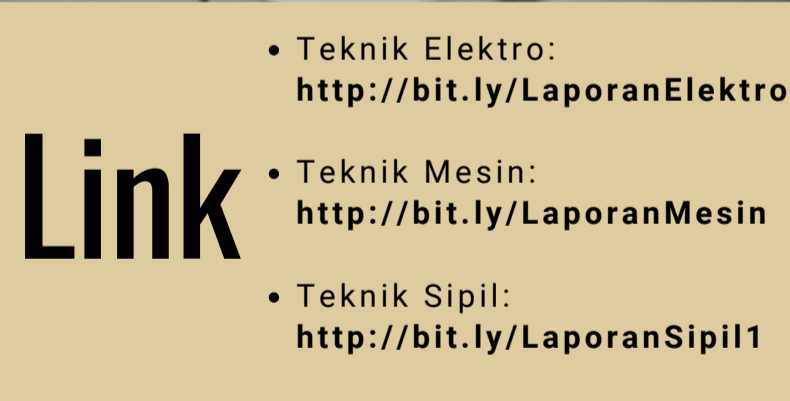 Link
• Teknik Elektro:
http://bit.ly/LaporanElektro
• Teknik Mesin:
http://bit.ly/LaporanMesin
• Teknik Sipil:
http://bit.ly/LaporanSipil1